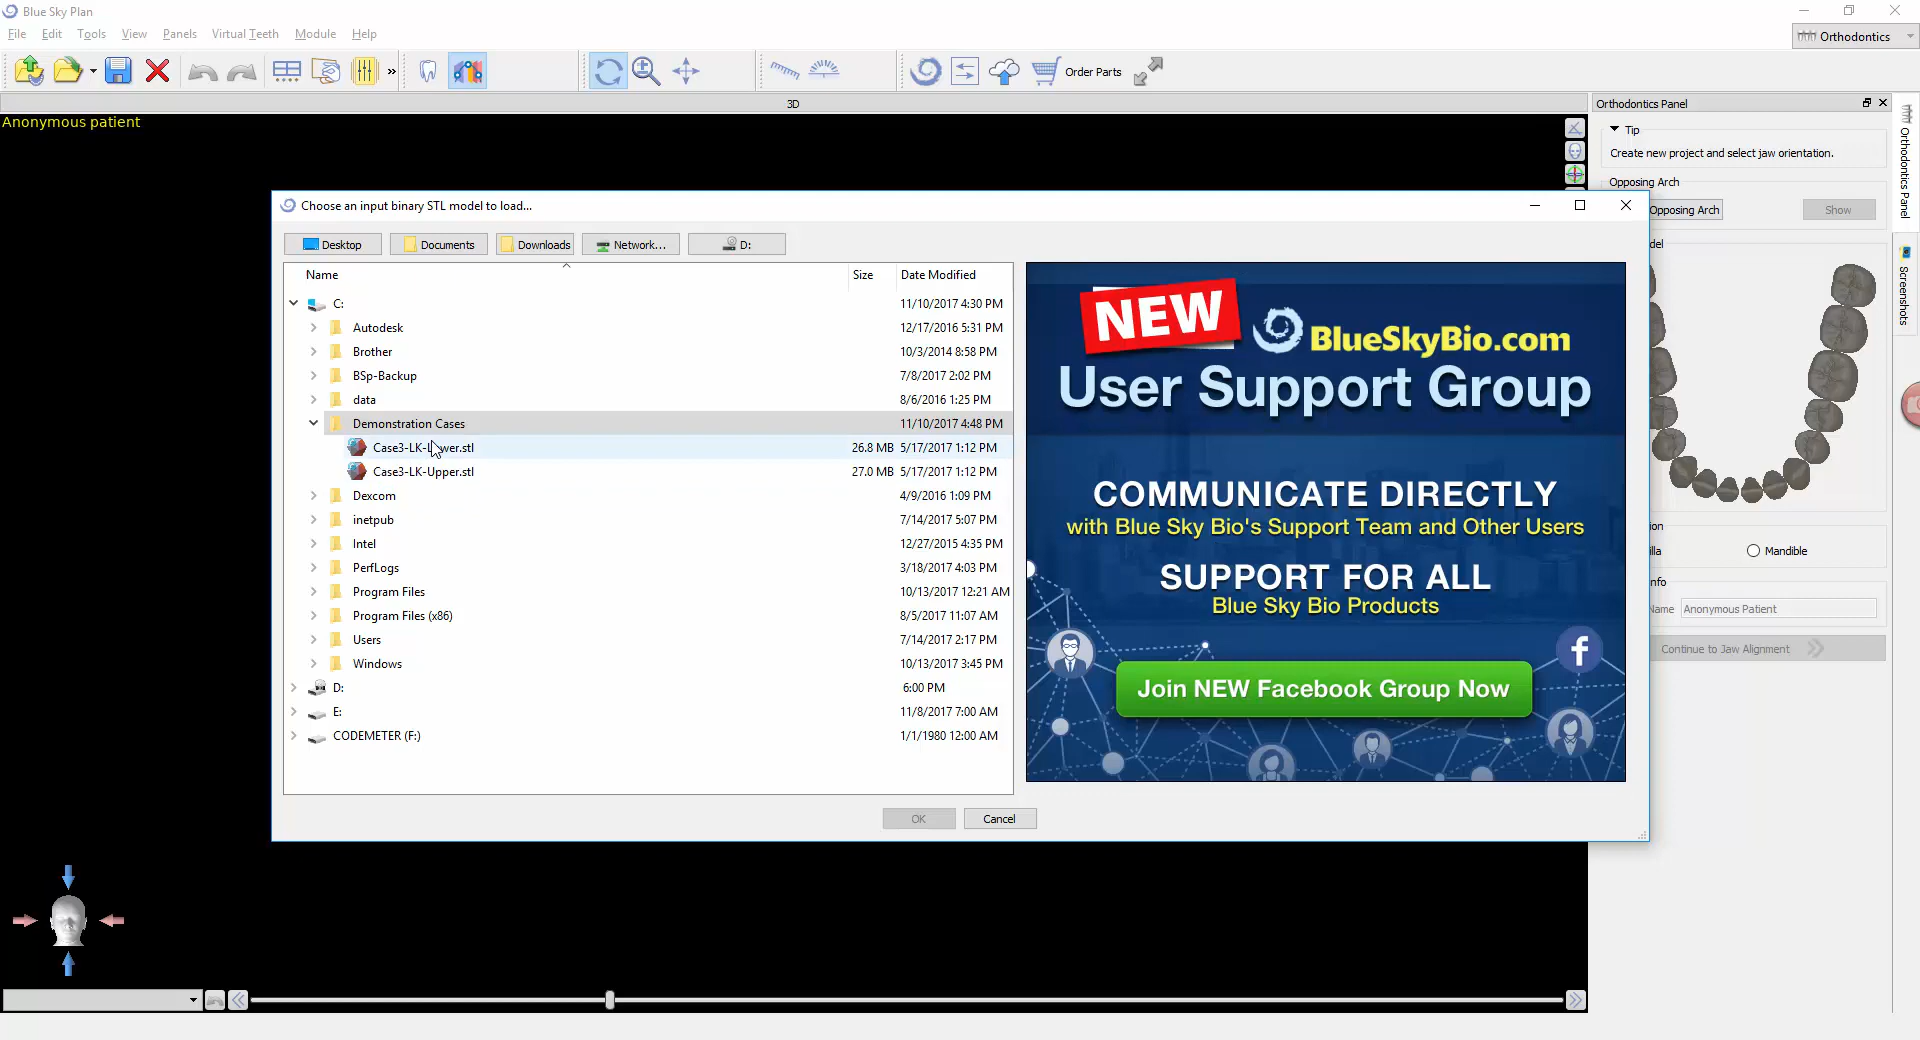 Blue Sky Plan
File Edit Tools View Panels Virtual Teeth Module Help
Orthodontics
»
Order Parts
3D
Anonymous patient
Orthodontics Panel
Tip
Create new project and select jaw orientation.
Opposing Arch
Opposing Arch
Show
Orthodontics Panel
Screenshots
Mandible
Anonymous Patient
Continue to Jaw Alignment
Choose an input binary STL model to load...
Desktop
Documents
Downloads
Network...
D:
Name Size Date Modified
C: 11/10/2017 4:30 PM
Autodesk 12/17/2016 5:31 PM
Brother 10/3/2014 8:58 PM
BSp-Backup 7/8/2017 2:02 PM
data 8/6/2016 1:25 PM
Demonstration Cases 11/10/2017 4:48 PM
Case3-LK-Lower.stl 26.8 MB 5/17/2017 1:12 PM
Case3-LK-Upper.stl 27.0 MB 5/17/2017 1:12 PM
Dexcom 4/9/2016 1:09 PM
inetpub 7/14/2017 5:07 PM
Intel 12/27/2015 4:35 PM
PerfLogs 3/18/2017 4:03 PM
Program Files 10/13/2017 12:21 AM
Program Files (x86) 8/5/2017 11:07 AM
Users 7/14/2017 2:17 PM
Windows 10/13/2017 3:45 PM
D: 6:00 PM
E: 11/8/2017 7:00 AM
CODEMETER (F:) 1/1/1980 12:00 AM
NEW
BlueSkyBio.com
User Support Group
COMMUNICATE DIRECTLY
with Blue Sky Bio's Support Team and Other Users
SUPPORT FOR ALL
Blue Sky Bio Products
f
Join NEW Facebook Group Now
OK
Cancel